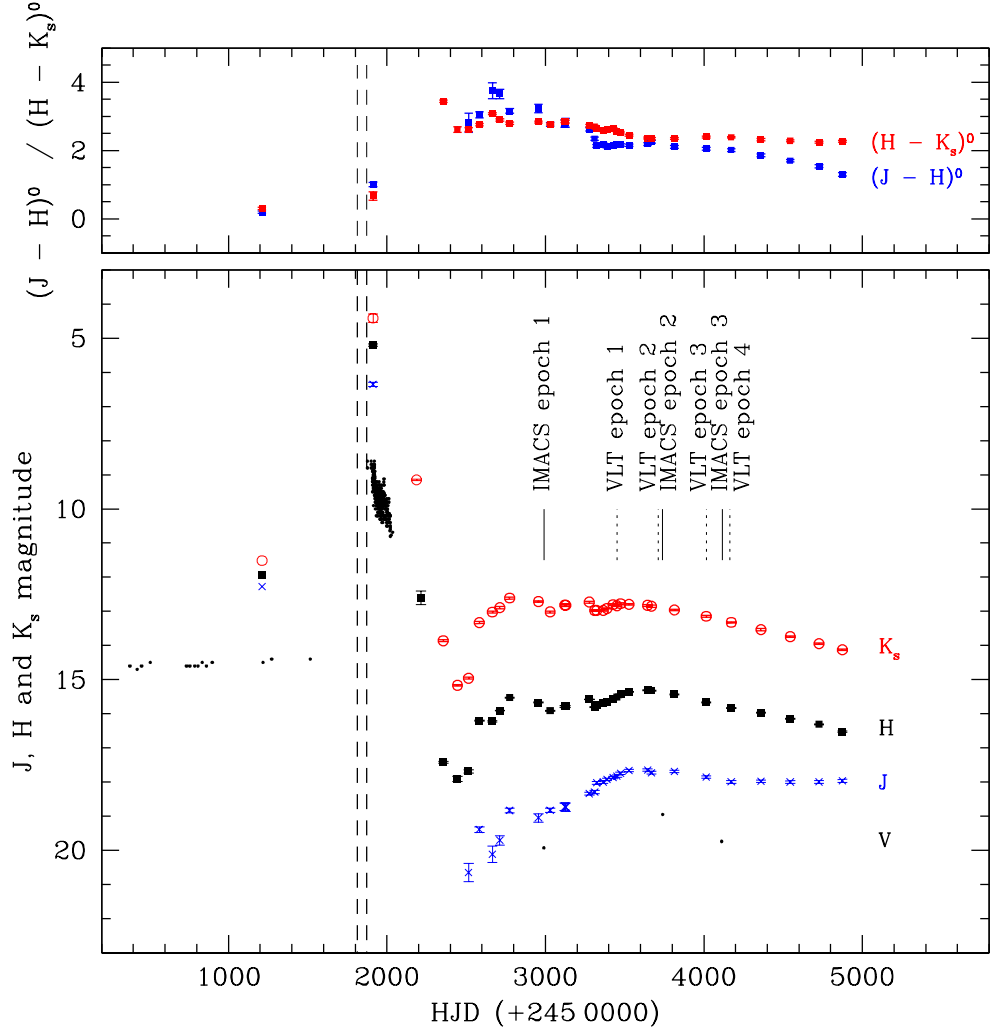 (J − H)⁰ / (H − Kₛ)⁰
4
2
0
(H − Kₛ)⁰
(J − H)⁰
J, H and Kₛ magnitude
5
10
15
20
IMACS epoch 1
VLT epoch 1
VLT epoch 2
IMACS epoch 2
VLT epoch 3
IMACS epoch 3
VLT epoch 4
Kₛ
H
J
V
1000
2000
3000
4000
5000
HJD (+245 0000)